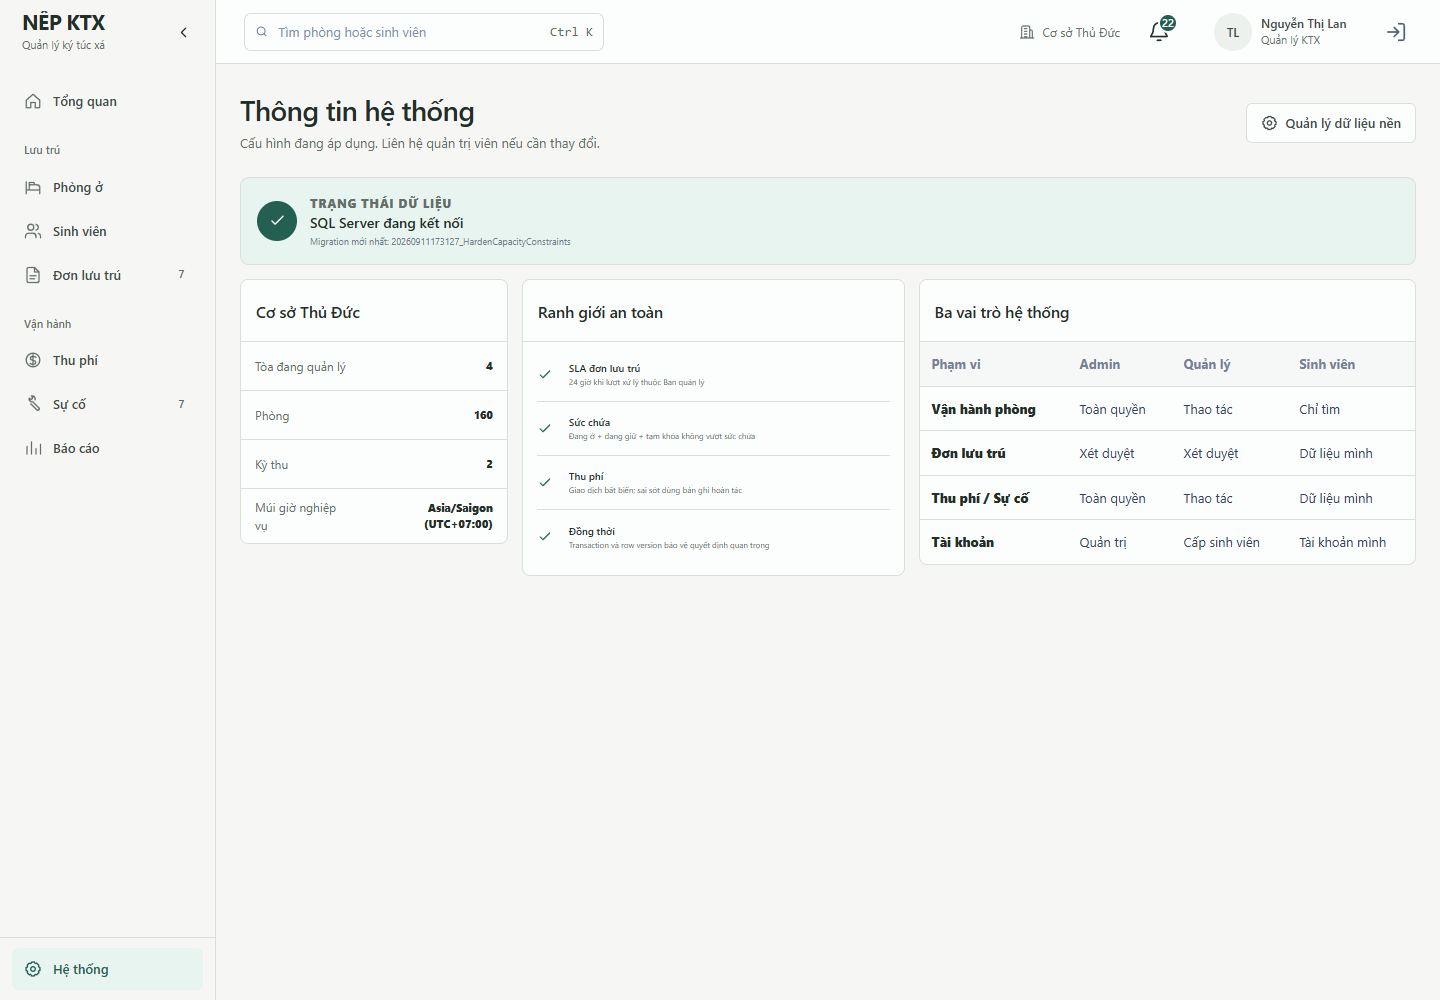 NẾP KTX
Quản lý ký túc xá
Tìm phòng hoặc sinh viên
Ctrl K
Cơ sở Thủ Đức
22
TL
Nguyễn Thị Lan
Quản lý KTX
Tổng quan
Lưu trú
Phòng ở
Sinh viên
Đơn lưu trú 7
Vận hành
Thu phí
Sự cố 7
Báo cáo
Hệ thống
Thông tin hệ thống
Cấu hình đang áp dụng. Liên hệ quản trị viên nếu cần thay đổi.
Quản lý dữ liệu nền
TRẠNG THÁI DỮ LIỆU
SQL Server đang kết nối
Migration mới nhất: 20260911173127_HardenCapacityConstraints
Cơ sở Thủ Đức
Tòa đang quản lý 4
Phòng 160
Kỳ thu 2
Múi giờ nghiệp vụ
Asia/Saigon
(UTC+07:00)
Ranh giới an toàn
SLA đơn lưu trú
24 giờ khi lượt xử lý thuộc Ban quản lý
Sức chứa
Đang ở + đang giữ + tạm khóa không vượt sức chứa
Thu phí
Giao dịch bất biến; sai sót dùng bản ghi hoàn tác
Đồng thời
Transaction và row version bảo vệ quyết định quan trọng
Ba vai trò hệ thống
Phạm vi Admin Quản lý Sinh viên
Vận hành phòng Toàn quyền Thao tác Chỉ tìm
Đơn lưu trú Xét duyệt Xét duyệt Dữ liệu mình
Thu phí / Sự cố Toàn quyền Thao tác Dữ liệu mình
Tài khoản Quản trị Cấp sinh viên Tài khoản mình